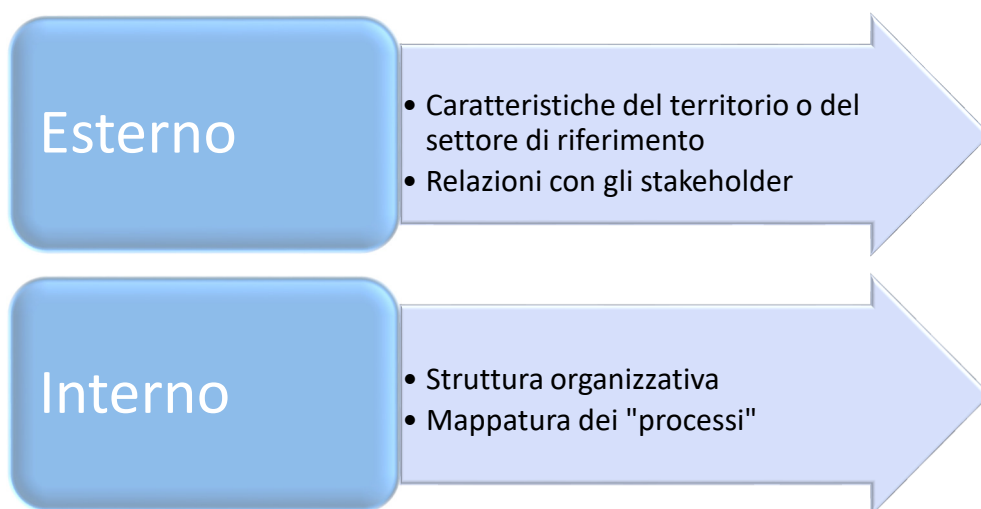 Esterno
• Caratteristiche del territorio o del
settore di riferimento
• Relazioni con gli stakeholder
Interno
• Struttura organizzativa
• Mappatura dei "processi"